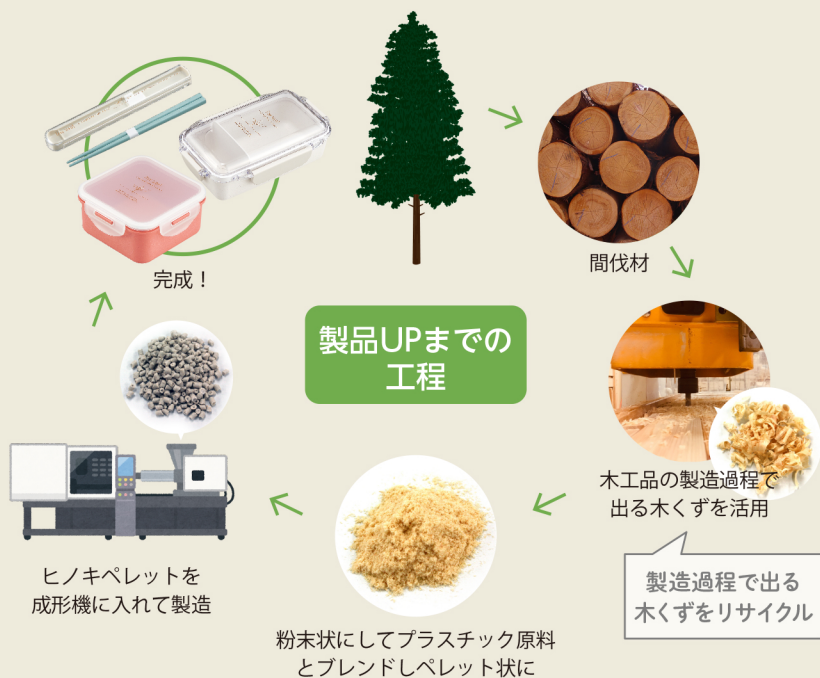 製品UPまでの
工程
間伐材
木工品の製造過程で
出る木くずを活用
製造過程で出る
木くずをリサイクル
粉末状にしてプラスチック原料
とブレンドしペレット状に
ヒノキペレットを
成形機に入れて製造
完成！